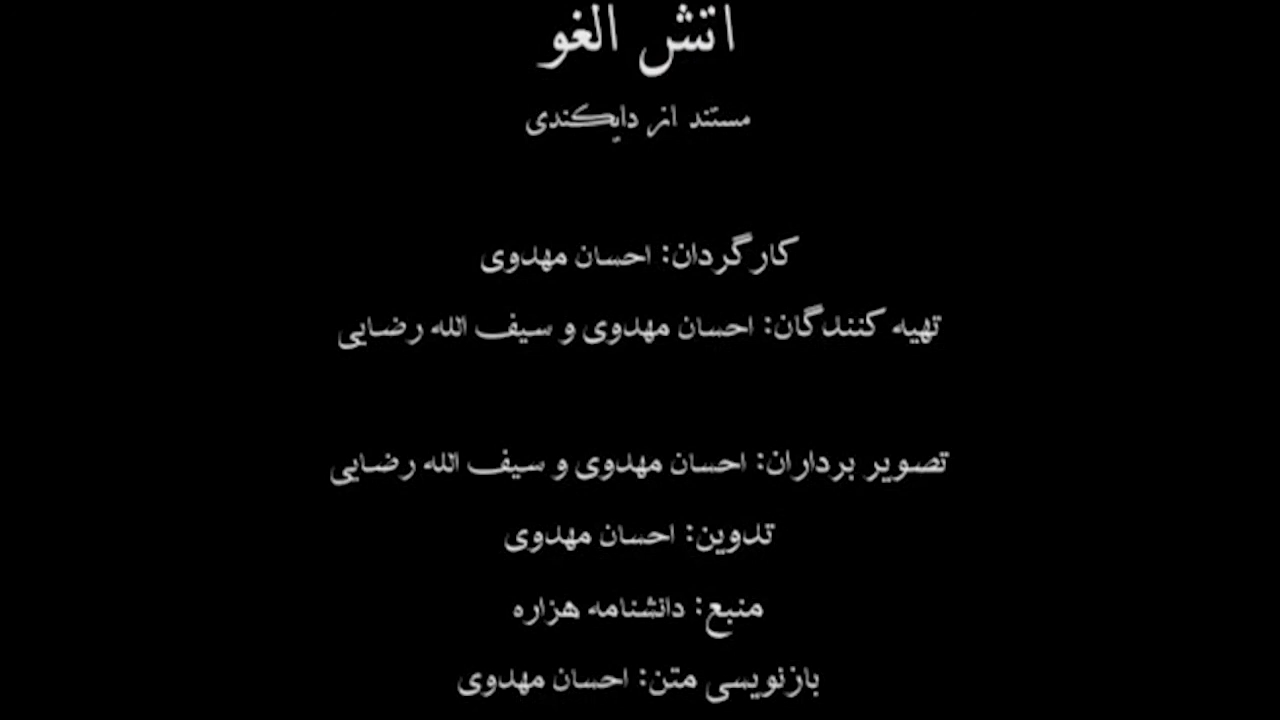 اتش الغو
مستند از دایکندی
کارگردان: احسان مهدوی
تهیه کنندگان: احسان مهدوی و سیف الله رضایی
تصویر برداران: احسان مهدوی و سیف الله رضایی
تدوین: احسان مهدوی
منبع: دانشنامه هزاره
بازنویسی متن: احسان مهدوی